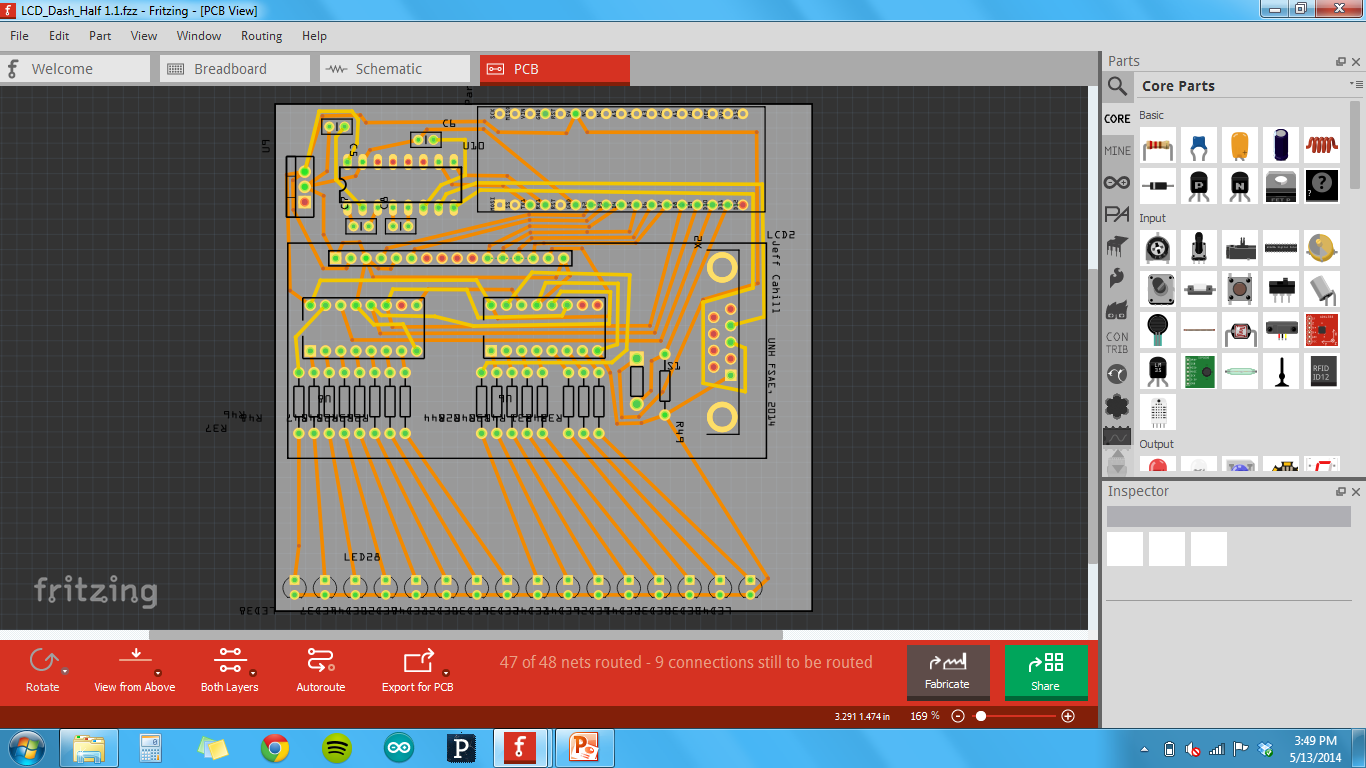 LCD_Dash_Half 1.1.fzz - Fritzing - [PCB View]
File Edit Part View Window Routing Help
Welcome Breadboard Schematic PCB
Parts
Core Parts
CORE
MINE
CON
TRIB
Basic
Input
Output
RFID
ID12
C6
C5
U10
LCD2
Jeff Cahill
UNH FSAE, 2014
S1
R49
R37
LED28
fritzing
Inspector
47 of 48 nets routed - 9 connections still to be routed
Rotate View from Above Both Layers Autoroute Export for PCB Fabricate Share
3.291 1.474 in 169 %
3:49 PM
5/13/2014